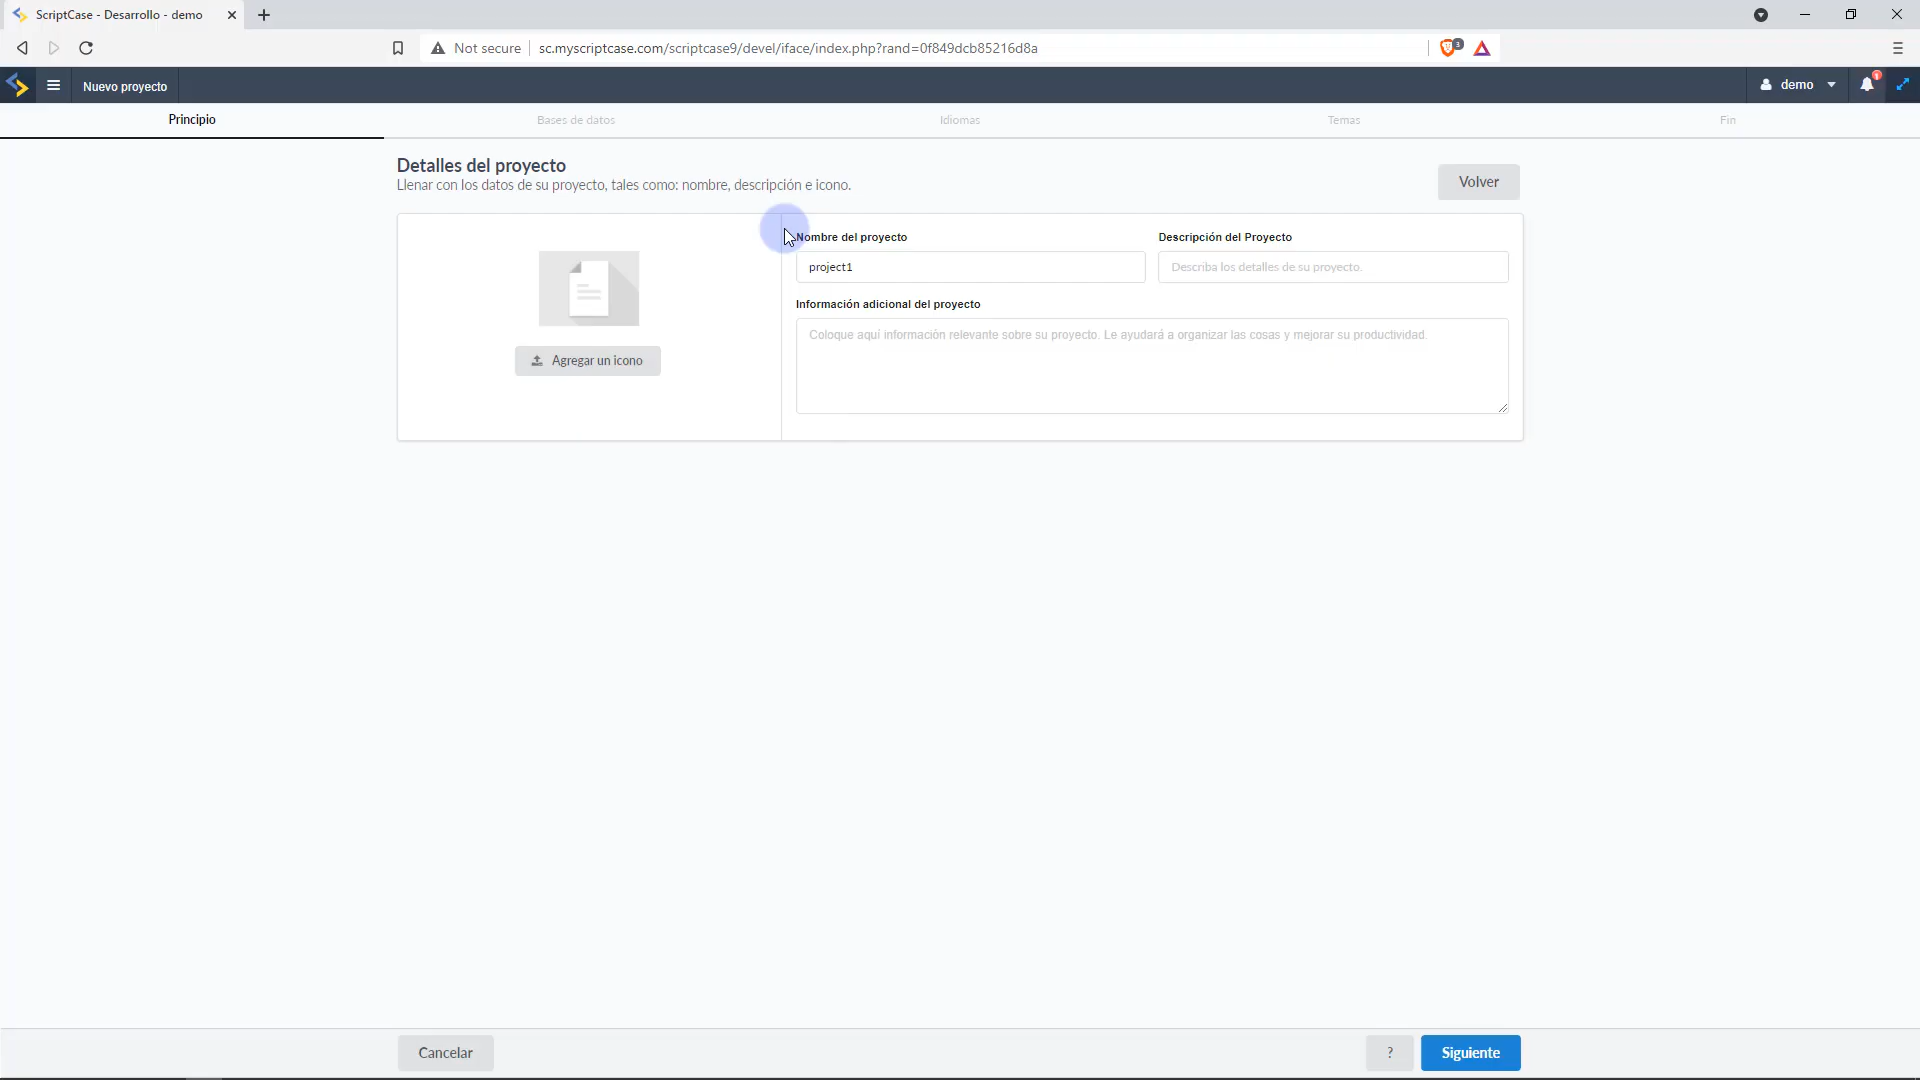 ScriptCase - Desarrollo - demo
Not secure
sc.myscriptcase.com/scriptcase9/devel/iface/index.php?rand=0f849dcb85216d8a
3
Nuevo proyecto
demo
1
Principio
Bases de datos
Idiomas
Temas
Fin
Detalles del proyecto
Llenar con los datos de su proyecto, tales como: nombre, descripción e icono.
Volver
Nombre del proyecto
Descripción del Proyecto
project1
Describa los detalles de su proyecto.
Información adicional del proyecto
Coloque aquí información relevante sobre su proyecto. Le ayudará a organizar las cosas y mejorar su productividad.
Agregar un icono
Cancelar
?
Siguiente